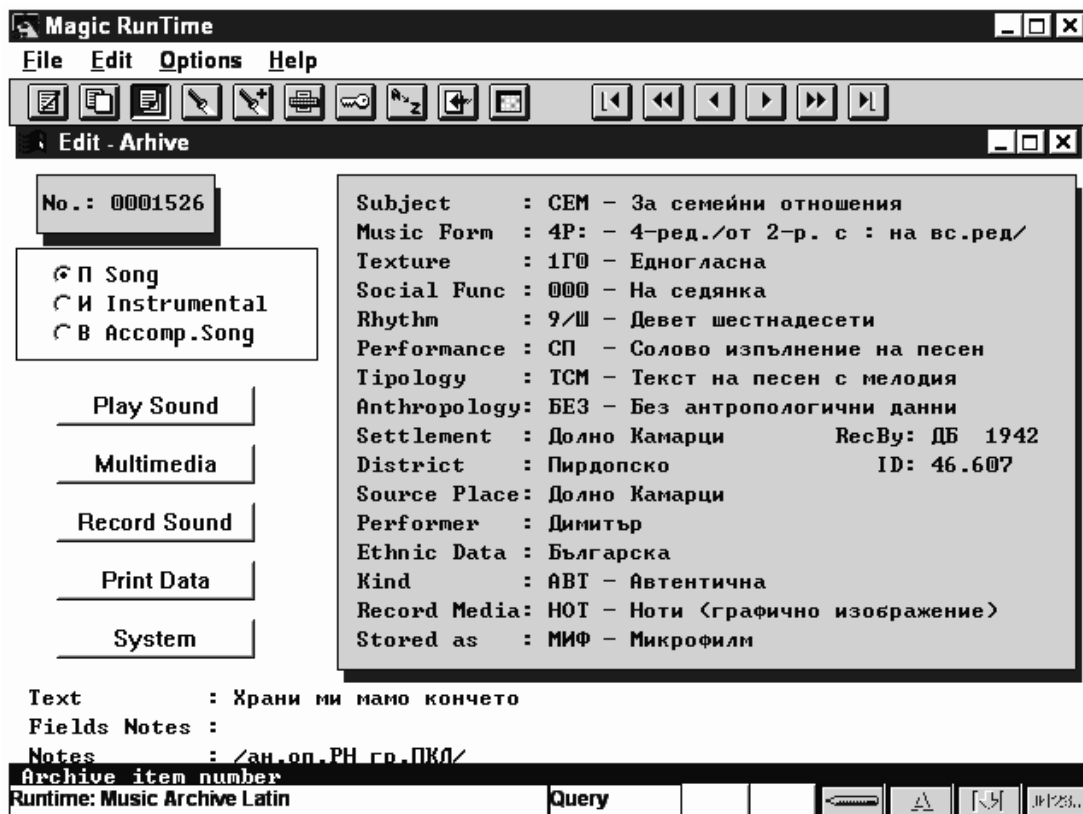 Magic RunTime
File Edit Options Help
Edit - Arhive
No.: 0001526
П Song
И Instrumental
В Accomp.Song
Play Sound
Multimedia
Record Sound
Print Data
System
Subject : СЕМ – За семейни отношения
Music Form : 4Р: – 4–ред./от 2–р. с : на вс.ред/
Texture : 1ГО – Едногласна
Social Func : 000 – На седянка
Rhythm : 9/Ш – Девет шестнадесети
Performance : СП – Солово изпълнение на песен
Tipology : ТСМ – Текст на песен с мелодия
Anthropology: БЕЗ – Без антропологични данни
Settlement : Долно Камарци RecBy: ДБ 1942
District : Пирдопско ID: 46.607
Source Place: Долно Камарци
Performer : Димитър
Ethnic Data : Българска
Kind : АВТ – Автентична
Record Media: НОТ – Ноти (графично изображение)
Stored as : МИФ – Микрофилм
Text : Храни ми мамо кончето
Fields Notes :
Notes : /ан.оп.РН гр.ПКЛ/
Archive item number
Runtime: Music Archive Latin Query